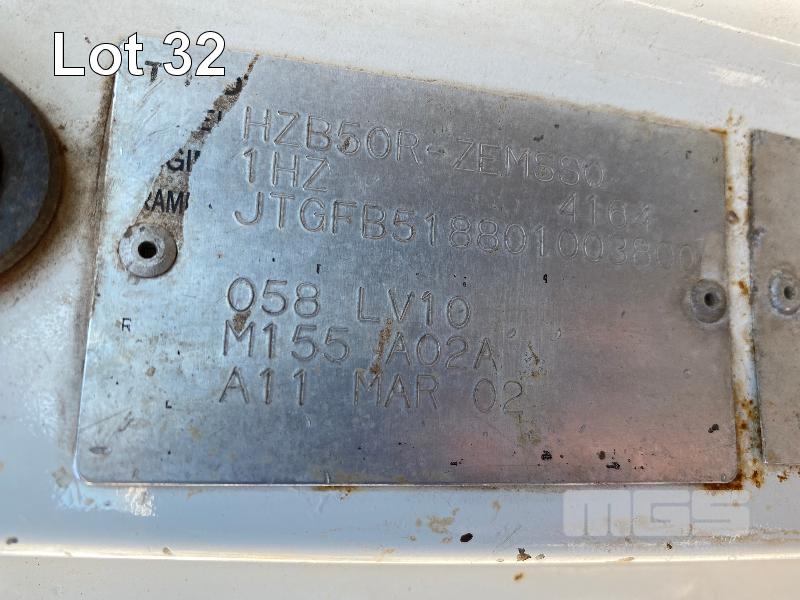 Lot 32
HZB50R-ZEMSS0
1HZ 4164
JTGFB518801003800
058 LV10
M155 A02A
A11 MAR 02
R
L
MGS